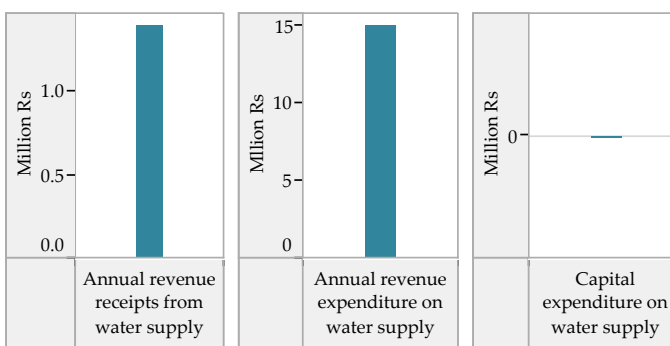 Million Rs
1.0
0.5
0.0
Annual revenue
receipts from
water supply
MIlion Rs
15
10
5
0
Annual revenue
expenditure on
water supply
Million Rs
0
Capital
expenditure on
water supply